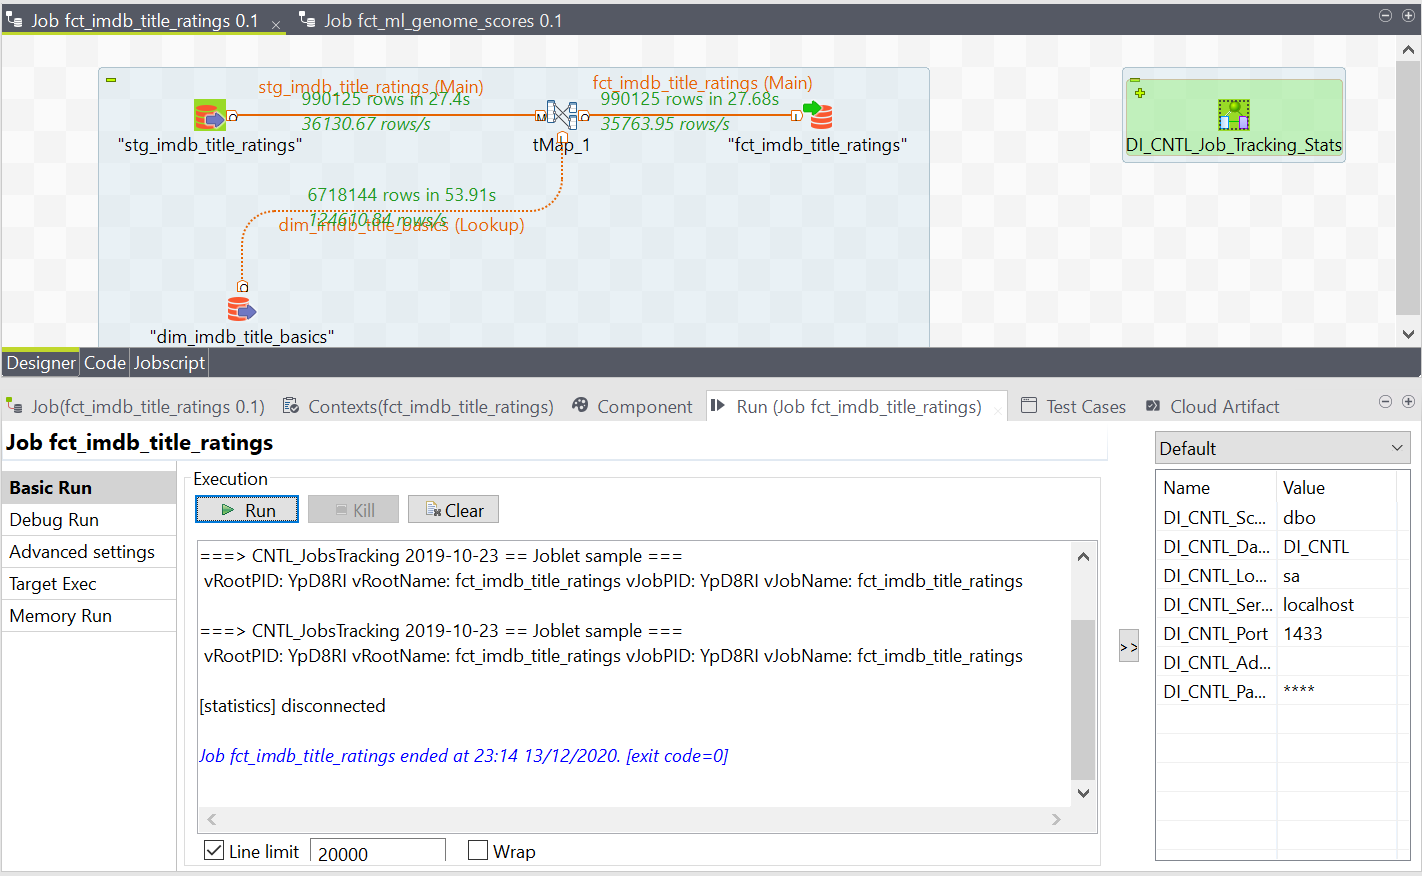 Job fct_imdb_title_ratings 0.1
Job fct_ml_genome_scores 0.1
stg_imdb_title_ratings (Main)
990125 rows in 27.4s
36130.67 rows/s
fct_imdb_title_ratings (Main)
990125 rows in 27.68s
35763.95 rows/s
"stg_imdb_title_ratings"
tMap_1
"fct_imdb_title_ratings"
DI_CNTL_Job_Tracking_Stats
6718144 rows in 53.91s
124610.84 rows/s
dim_imdb_title_basics (Lookup)
"dim_imdb_title_basics"
Designer Code Jobscript
Job(fct_imdb_title_ratings 0.1) Contexts(fct_imdb_title_ratings) Component Run (Job fct_imdb_title_ratings) Test Cases Cloud Artifact
Job fct_imdb_title_ratings
Basic Run
Debug Run
Advanced settings
Target Exec
Memory Run
Execution
Run Kill Clear
===> CNTL_JobsTracking 2019-10-23 == Joblet sample ===
vRootPID: YpD8RI vRootName: fct_imdb_title_ratings vJobPID: YpD8RI vJobName: fct_imdb_title_ratings
===> CNTL_JobsTracking 2019-10-23 == Joblet sample ===
vRootPID: YpD8RI vRootName: fct_imdb_title_ratings vJobPID: YpD8RI vJobName: fct_imdb_title_ratings
[statistics] disconnected
Job fct_imdb_title_ratings ended at 23:14 13/12/2020. [exit code=0]
Line limit 20000 Wrap
>>
Default
Name Value
DI_CNTL_Sc... dbo
DI_CNTL_Da... DI_CNTL
DI_CNTL_Lo... sa
DI_CNTL_Ser... localhost
DI_CNTL_Port 1433
DI_CNTL_Ad...
DI_CNTL_Pa... ****